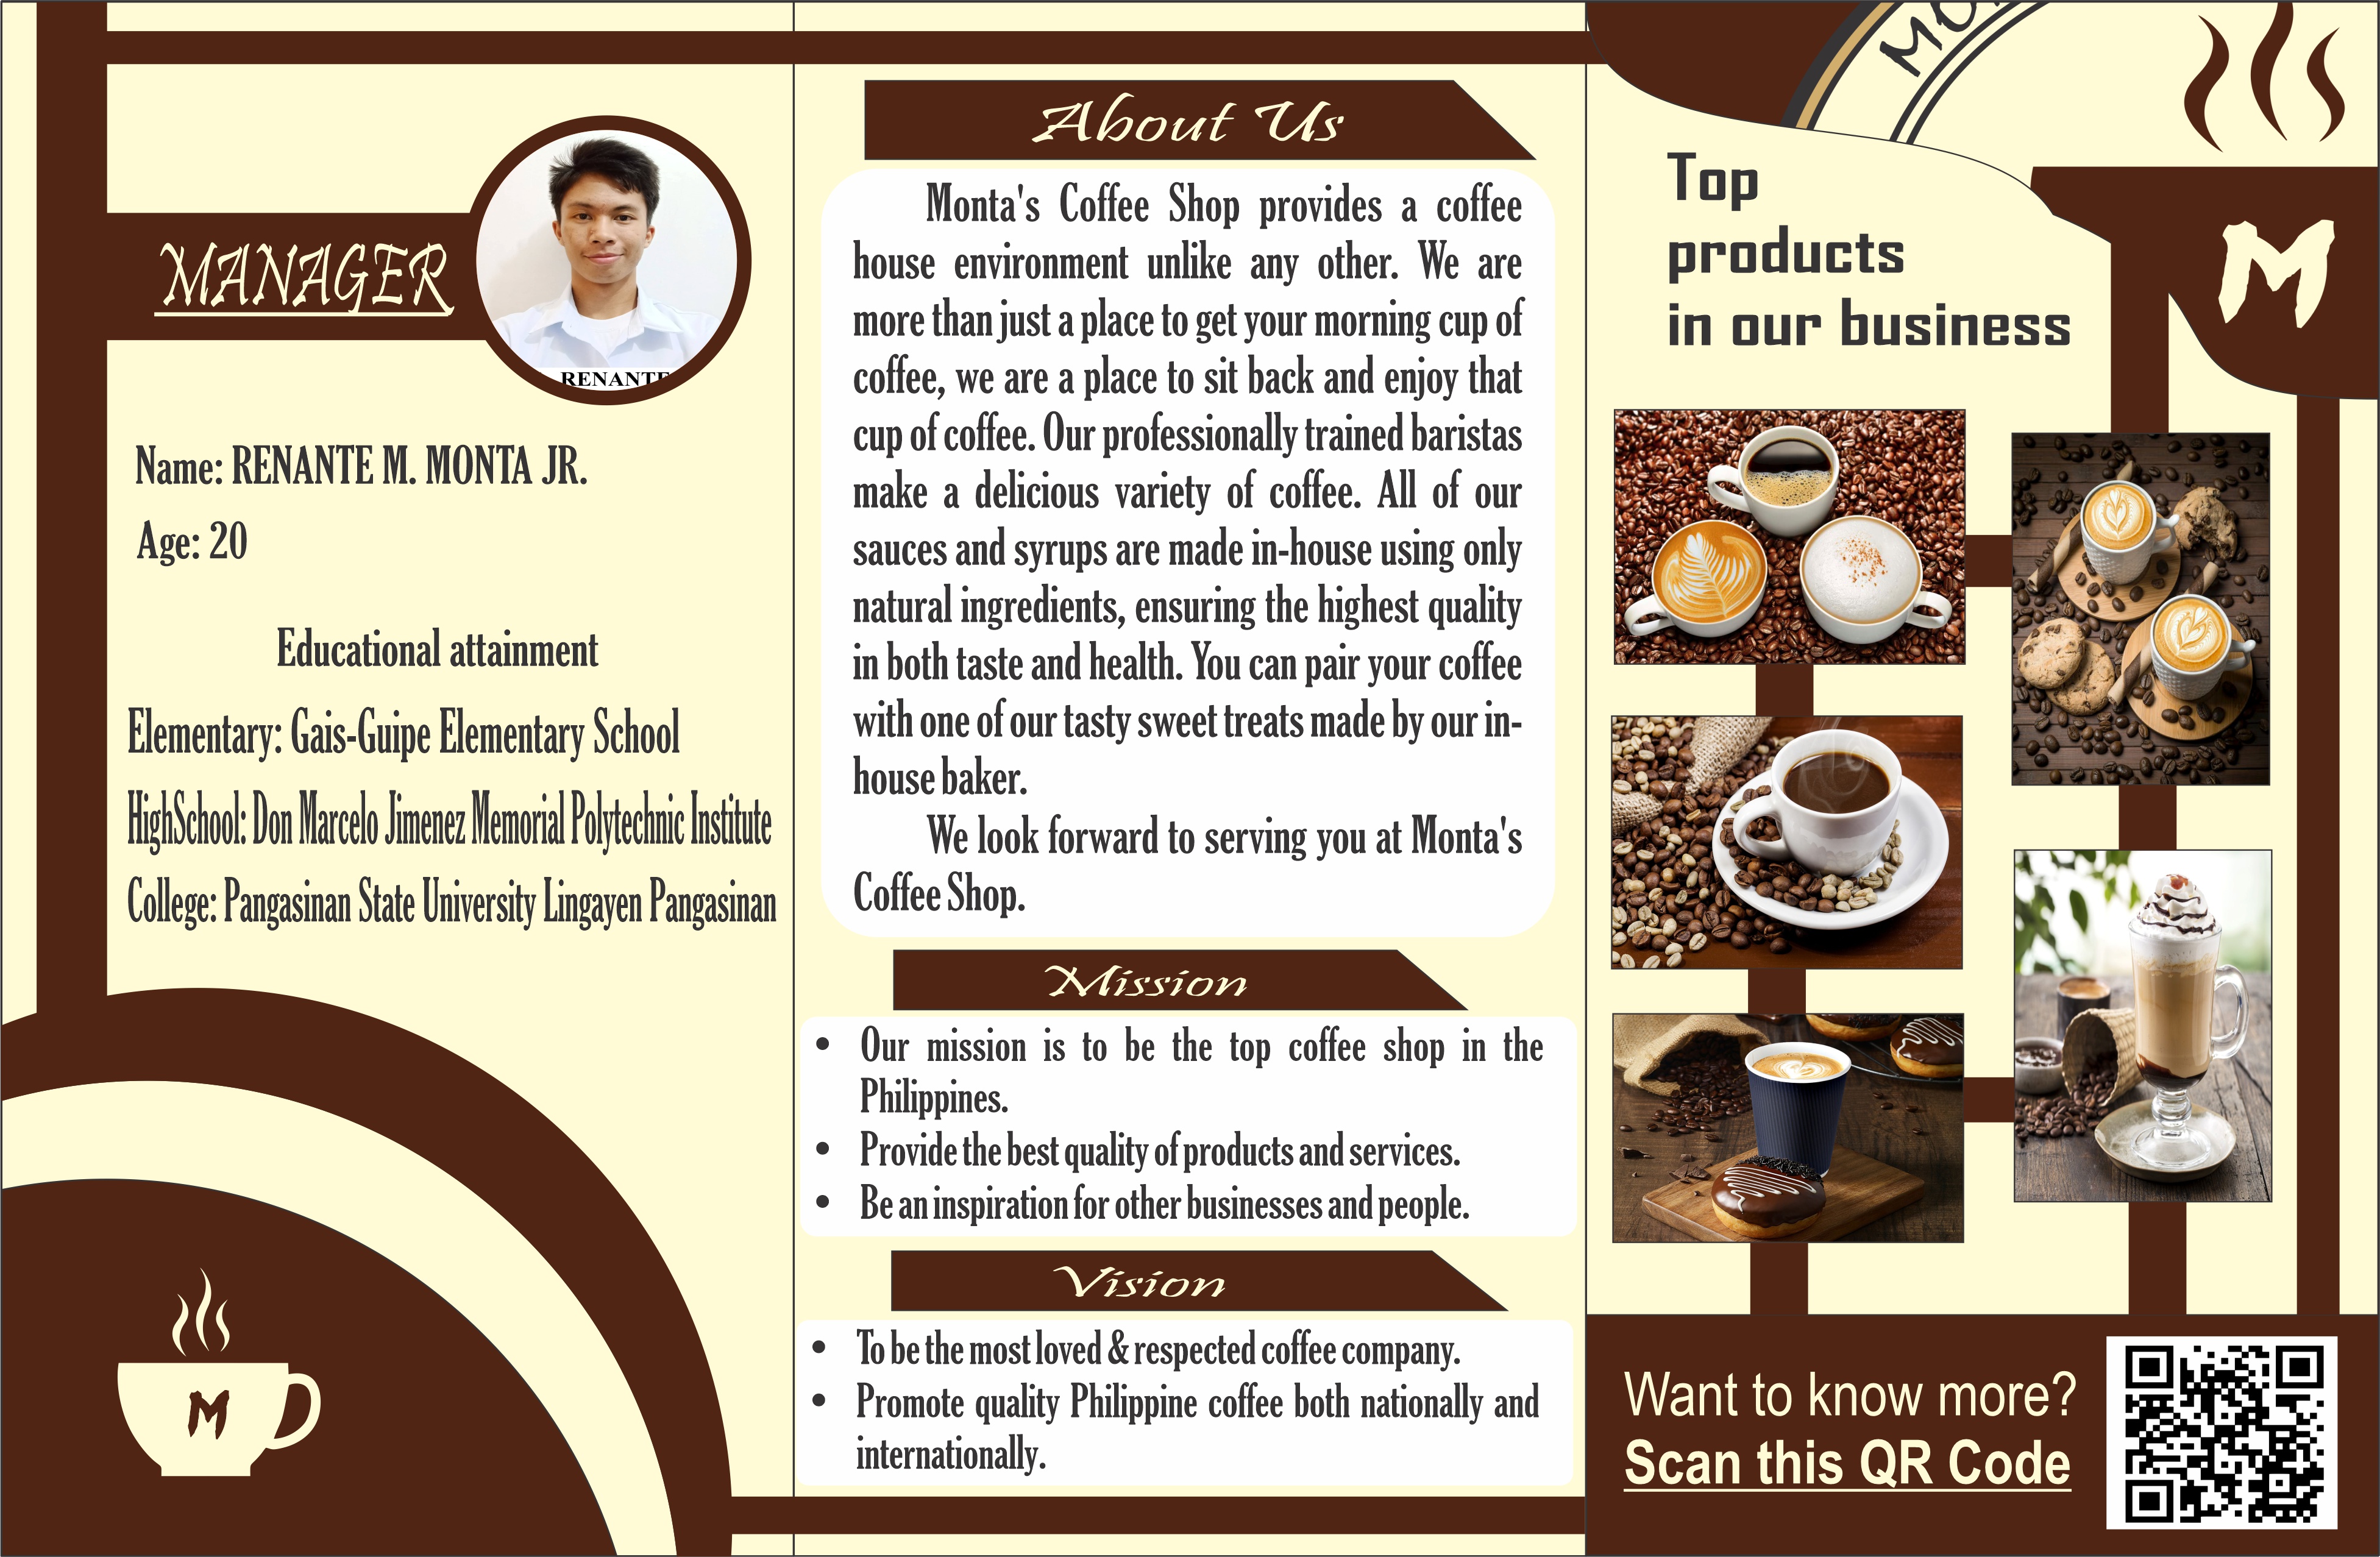 MANAGER
RENANTE
Name: RENANTE M. MONTA JR.
Age: 20
Educational attainment
Elementary: Gais-Guipe Elementary School
HighSchool: Don Marcelo Jimenez Memorial Polytechnic Institute
College: Pangasinan State University Lingayen Pangasinan
M
About Us
Monta's Coffee Shop provides a coffee
house environment unlike any other. We are
more than just a place to get your morning cup of
coffee, we are a place to sit back and enjoy that
cup of coffee. Our professionally trained baristas
make a delicious variety of coffee. All of our
sauces and syrups are made in-house using only
natural ingredients, ensuring the highest quality
in both taste and health. You can pair your coffee
with one of our tasty sweet treats made by our in-
house baker.
We look forward to serving you at Monta's
Coffee Shop.
Mission
• Our mission is to be the top coffee shop in the
Philippines.
• Provide the best quality of products and services.
• Be an inspiration for other businesses and people.
Vision
• To be the most loved & respected coffee company.
• Promote quality Philippine coffee both nationally and
internationally.
Top
products
in our business
M
Want to know more?
Scan this QR Code